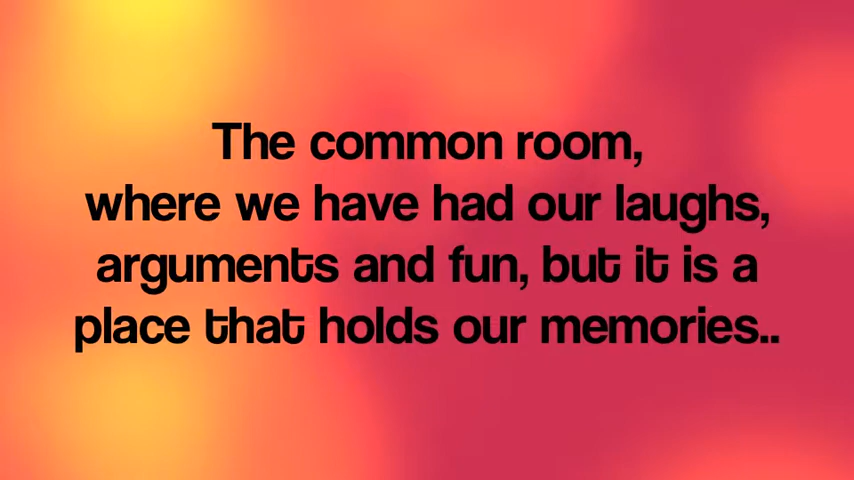 The common room,
where we have had our laughs,
arguments and fun, but it is a
place that holds our memories..